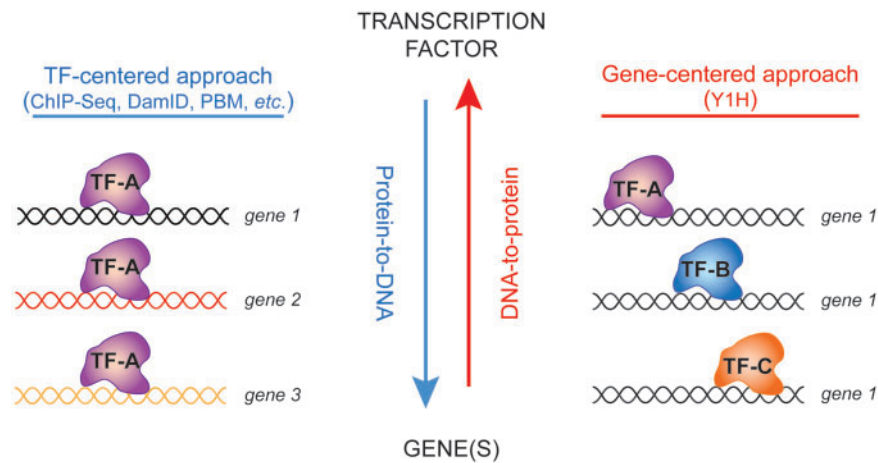 TRANSCRIPTION
FACTOR
TF-centered approach
(ChIP-Seq, DamID, PBM, etc.)
TF-A
gene 1
TF-A
gene 2
TF-A
gene 3
Protein-to-DNA
DNA-to-protein
GENE(S)
Gene-centered approach
(Y1H)
TF-A
gene 1
TF-B
gene 1
TF-C
gene 1